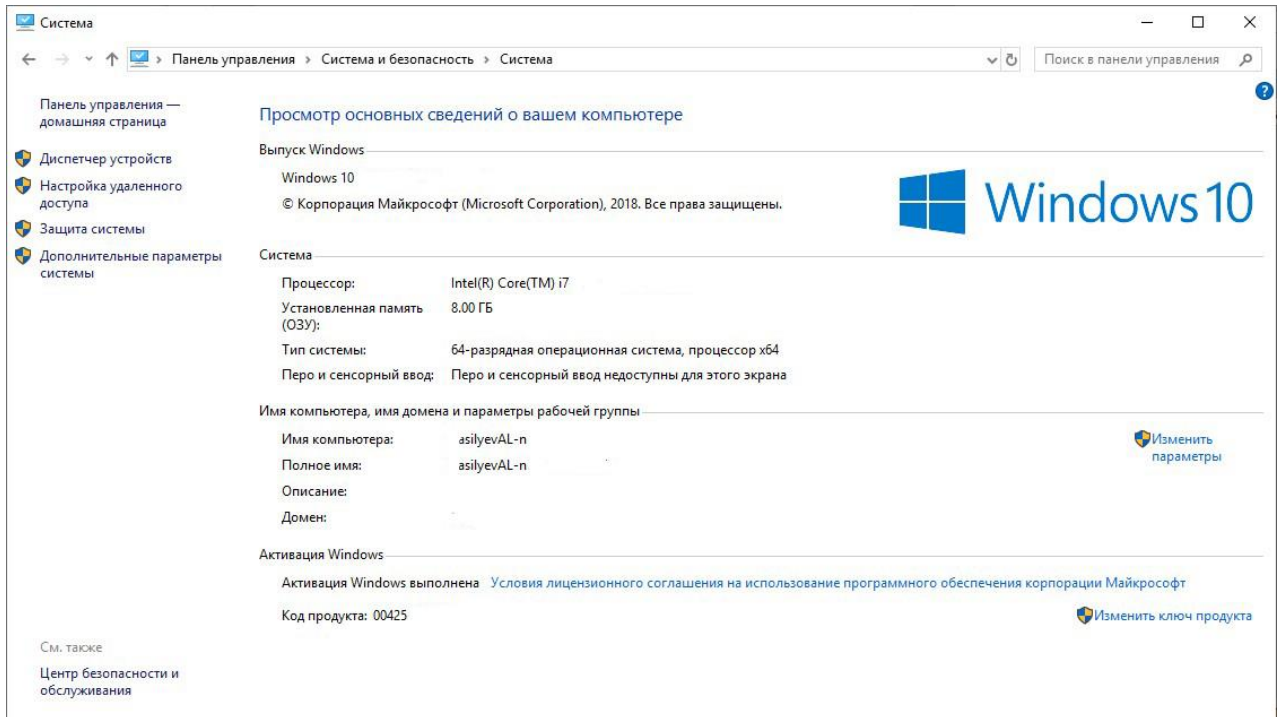 Система
Панель управления › Система и безопасность › Система
Поиск в панели управления
Панель управления —
домашняя страница
Диспетчер устройств
Настройка удаленного
доступа
Защита системы
Дополнительные параметры
системы
Просмотр основных сведений о вашем компьютере
Выпуск Windows
Windows 10
© Корпорация Майкрософт (Microsoft Corporation), 2018. Все права защищены.
Windows 10
Система
Процессор: Intel(R) Core(TM) i7
Установленная память 8.00 ГБ
(ОЗУ):
Тип системы: 64-разрядная операционная система, процессор x64
Перо и сенсорный ввод: Перо и сенсорный ввод недоступны для этого экрана
Имя компьютера, имя домена и параметры рабочей группы
Имя компьютера: asilyevAL-n
Изменить
параметры
Полное имя: asilyevAL-n
Описание:
Домен:
Активация Windows
Активация Windows выполнена Условия лицензионного соглашения на использование программного обеспечения корпорации Майкрософт
Код продукта: 00425 Изменить ключ продукта
См. также
Центр безопасности и
обслуживания